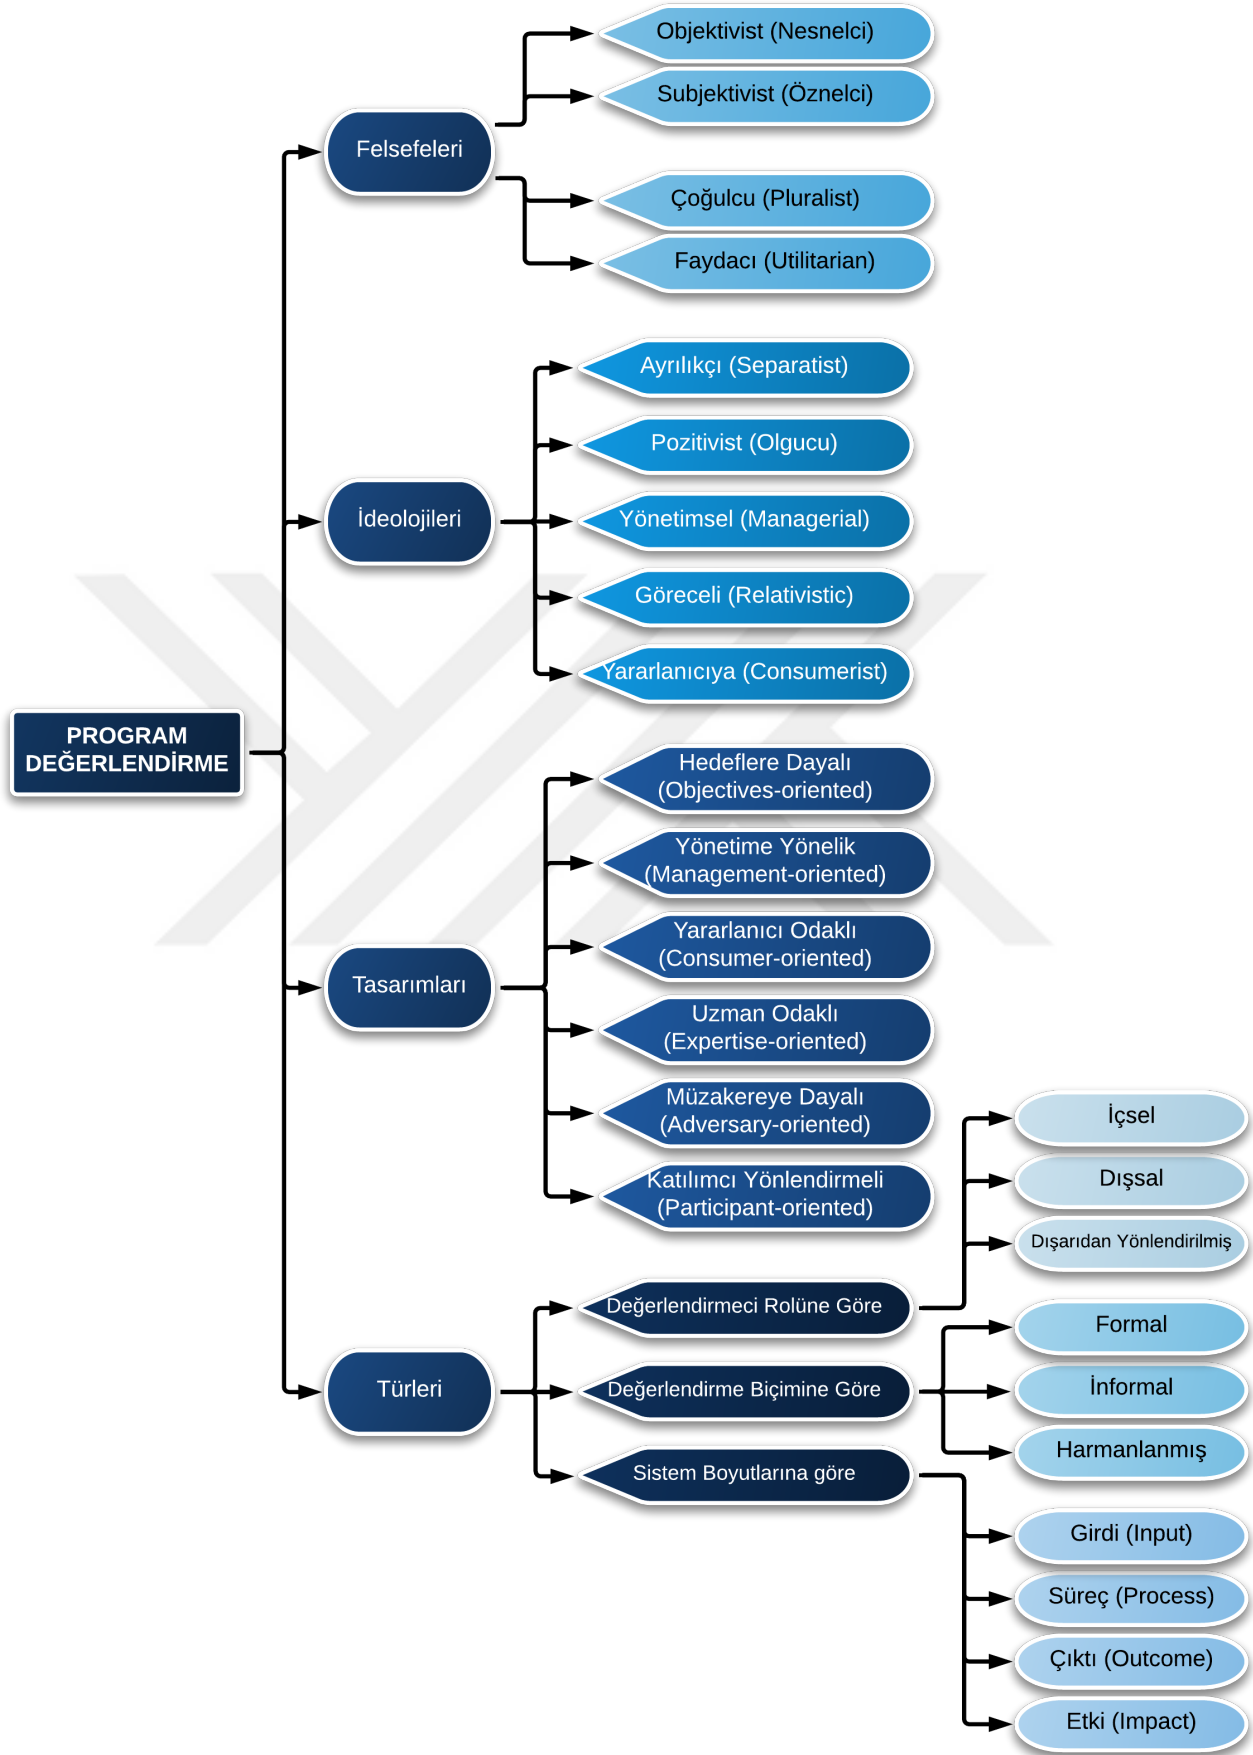 PROGRAM
DEĞERLENDİRME
Felsefeleri
Objektivist (Nesnelci)
Subjektivist (Öznelci)
Çoğulcu (Pluralist)
Faydacı (Utilitarian)
İdeolojileri
Ayrılıkçı (Separatist)
Pozitivist (Olgucu)
Yönetimsel (Managerial)
Göreceli (Relativistic)
Yararlanıcıya (Consumerist)
Tasarımları
Hedeflere Dayalı
(Objectives-oriented)
Yönetime Yönelik
(Management-oriented)
Yararlanıcı Odaklı
(Consumer-oriented)
Uzman Odaklı
(Expertise-oriented)
Müzakereye Dayalı
(Adversary-oriented)
Katılımcı Yönlendirmeli
(Participant-oriented)
Türleri
Değerlendirmeci Rolüne Göre
İçsel
Dışsal
Dışarıdan Yönlendirilmiş
Değerlendirme Biçimine Göre
Formal
İnformal
Harmanlanmış
Sistem Boyutlarına göre
Girdi (Input)
Süreç (Process)
Çıktı (Outcome)
Etki (Impact)